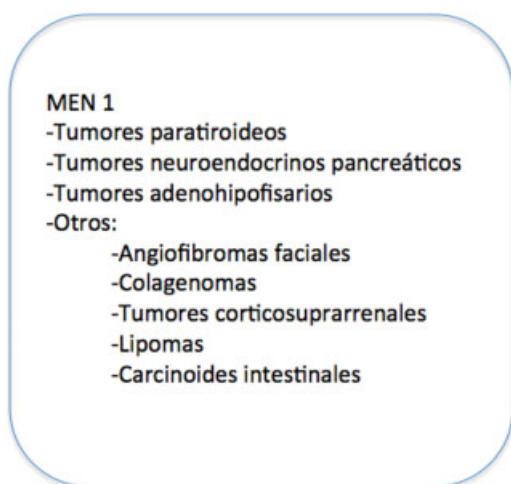 MEN 1
-Tumores paratiroideos
-Tumores neuroendocrinos pancreáticos
-Tumores adenohipofisarios
-Otros:
-Angiofibromas faciales
-Colagenomas
-Tumores corticosuprarrenales
-Lipomas
-Carcinoides intestinales